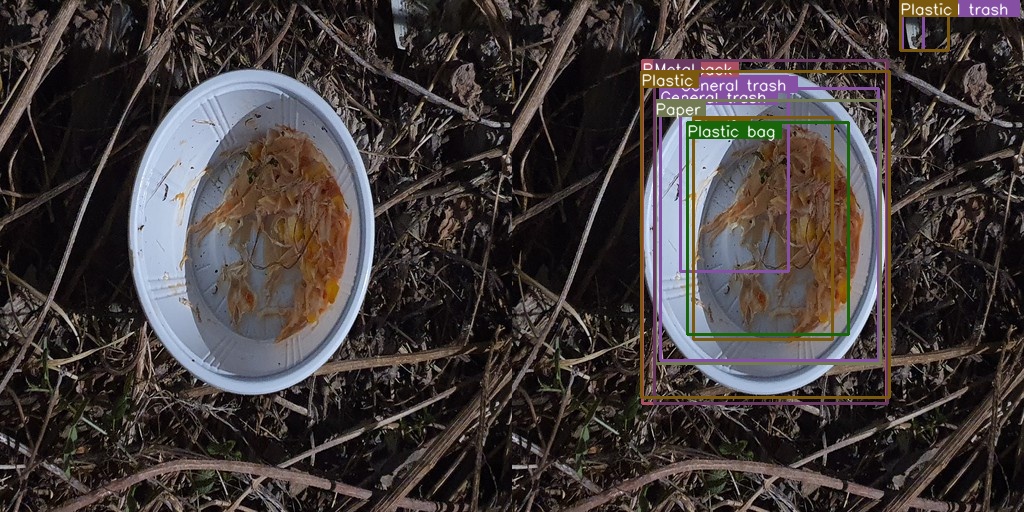 Plastic l trash
Metal
Plastic
General trash
General trash
Paper
Plastic bag